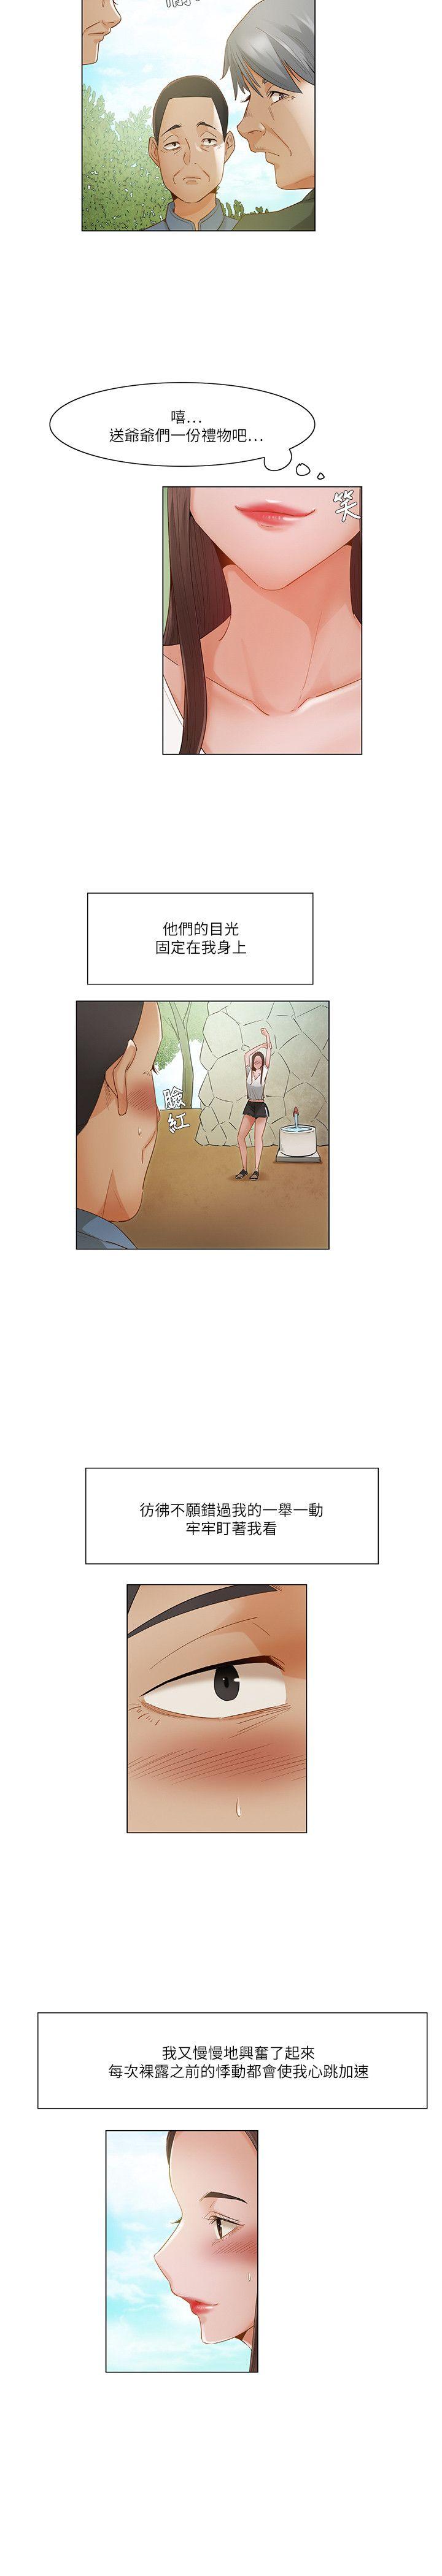 嘻...
送爺爺們一份禮物吧...
笑
他們的目光
固定在我身上
臉紅
彷彿不願錯過我的一舉一動
牢牢盯著我看
我又慢慢地興奮了起來
每次裸露之前的悸動都會使我心跳加速